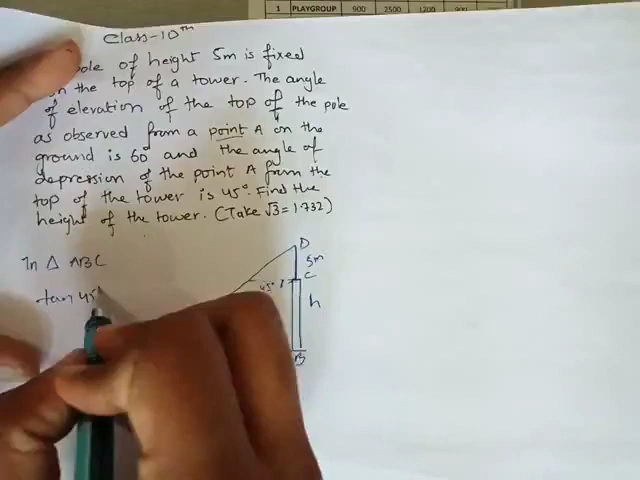 1 PLAYGROUP 900 2500 1200 900
Class-10th
pole of height 5m is fixed
on the top of a tower. The angle
of elevation of the top of the pole
as observed from a point A on the
ground is 60° and the angle of
depression of the point A from the
top of the tower is 45°. Find the
height of the tower. (Take √3 = 1.732)
In △ ABC
tan 45
D
5m
C
45°
h
B